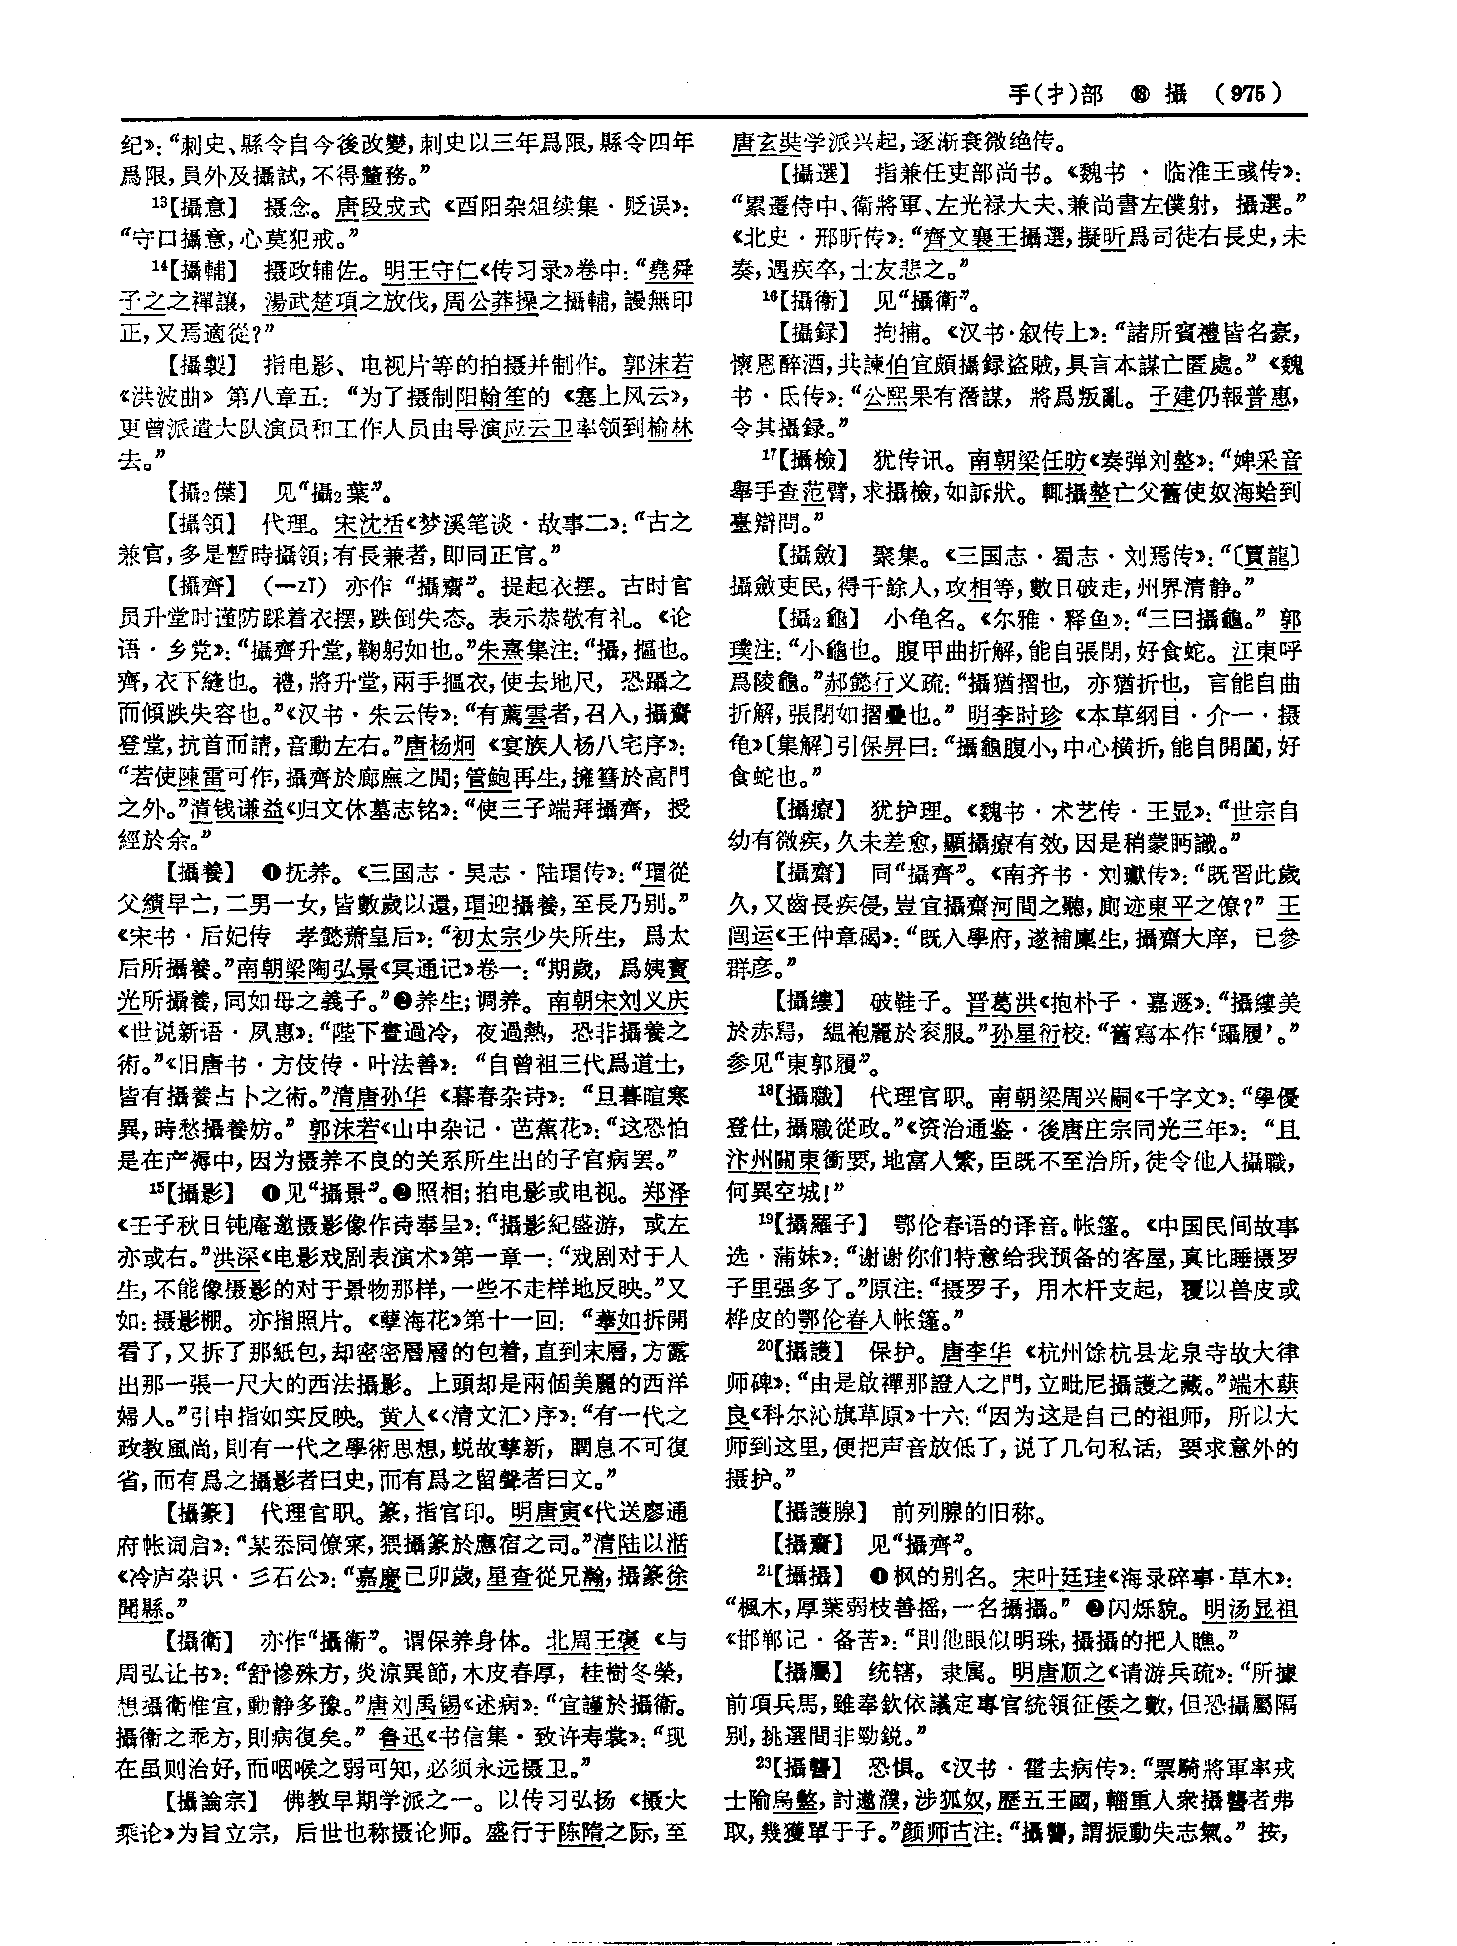 手(扌)部 ⑱ 攝 (975)
纪》：“刺史、縣令自今後改變，刺史以三年爲限，縣令四年
爲限，員外及攝試，不得釐務。”
13【攝意】 摄念。唐段成式《酉阳杂俎续集·贬误》：
“守口攝意，心莫犯戒。”
14【攝輔】 摄政辅佐。明王守仁《传习录》卷中：“堯舜
子之之禪讓，湯武楚項之放伐，周公莽操之攝輔，謾無印
正，又焉適從？”
【攝製】 指电影、电视片等的拍摄并制作。郭沫若
《洪波曲》第八章五：“为了摄制阳翰笙的《塞上风云》，
更曾派遣大队演员和工作人员由导演应云卫率领到榆林
去。”
【攝2傑】 见“攝2葉”。
【攝領】 代理。宋沈括《梦溪笔谈·故事二》：“古之
兼官，多是暫時攝領；有長兼者，即同正官。”
【攝齊】 （—zī）亦作“攝齌”。提起衣摆。古时官
员升堂时谨防踩着衣摆，跌倒失态。表示恭敬有礼。《论
语·乡党》：“攝齊升堂，鞠躬如也。”朱熹集注：“攝，摳也。
齊，衣下縫也。禮，將升堂，兩手摳衣，使去地尺，恐躡之
而傾跌失容也。”《汉书·朱云传》：“有薦雲者，召入，攝齌
登堂，抗首而請，音動左右。”唐杨炯《宴族人杨八宅序》：
“若使陳雷可作，攝齊於廊廡之閒；管鮑再生，擁篲於高門
之外。”清钱谦益《归文休墓志铭》：“使三子端拜攝齊，授
經於余。”
【攝養】 ❶抚养。《三国志·吴志·陆瑁传》：“瑁從
父績早亡，二男一女，皆數歲以還，瑁迎攝養，至長乃别。”
《宋书·后妃传 孝懿萧皇后》：“初太宗少失所生，爲太
后所攝養。”南朝梁陶弘景《冥通记》卷一：“期歲，爲姨寳
光所攝養，同如母之義子。”❷养生；调养。南朝宋刘义庆
《世说新语·夙惠》：“陛下晝過冷，夜過熱，恐非攝養之
術。”《旧唐书·方伎传·叶法善》：“自曾祖三代爲道士，
皆有攝養占卜之術。”清唐孙华《暮春杂诗》：“旦暮暄寒
異，時愁攝養妨。”郭沫若《山中杂记·芭蕉花》：“这恐怕
是在产褥中，因为摄养不良的关系所生出的子宫病罢。”
15【攝影】 ❶见“攝景”。❷照相；拍电影或电视。郑泽
《壬子秋日钝庵邀摄影像作诗奉呈》：“攝影紀盛游，或左
亦或右。”洪深《电影戏剧表演术》第一章一：“戏剧对于人
生，不能像摄影的对于景物那样，一些不走样地反映。”又
如：摄影棚。亦指照片。《孽海花》第十一回：“華如拆開
看了，又拆了那紙包，却密密層層的包着，直到末層，方露
出那一張一尺大的西法攝影。上頭却是兩個美麗的西洋
婦人。”引申指如实反映。黄人《〈清文汇〉序》：“有一代之
政教風尚，則有一代之學術思想，蜕故孳新，瞤息不可復
省，而有爲之攝影者曰史，而有爲之留聲者曰文。”
【攝篆】 代理官职。篆，指官印。明唐寅《代送廖通
府帐词启》：“某忝同僚寀，猥攝篆於應宿之司。”清陆以湉
《冷庐杂识·彡石公》：“嘉慶己卯歲，星查從兄瀚，攝篆徐
聞縣。”
【攝衛】 亦作“攝衞”。谓保养身体。北周王褒《与
周弘让书》：“舒慘殊方，炎涼異節，木皮春厚，桂樹冬榮，
想攝衛惟宜，動静多豫。”唐刘禹锡《述病》：“宜謹於攝衛。
攝衛之乖方，則病復矣。”鲁迅《书信集·致许寿裳》：“现
在虽则治好，而咽喉之弱可知，必须永远摄卫。”
【攝論宗】 佛教早期学派之一。以传习弘扬《摄大
乘论》为旨立宗，后世也称摄论师。盛行于陈隋之际，至
唐玄奘学派兴起，逐渐衰微绝传。
【攝選】 指兼任吏部尚书。《魏书·临淮王彧传》：
“累遷侍中、衛將軍、左光禄大夫、兼尚書左僕射，攝選。”
《北史·邢昕传》：“齊文襄王攝選，擬昕爲司徒右長史，未
奏，遇疾卒，士友悲之。”
16【攝衞】 见“攝衛”。
【攝録】 拘捕。《汉书·叙传上》：“諸所賓禮皆名豪，
懷恩醉酒，共諫伯宜頗攝録盜賊，具言本謀亡匿處。”《魏
书·氐传》：“公熙果有潛謀，將爲叛亂。子建仍報普惠，
令其攝録。”
17【攝檢】 犹传讯。南朝梁任昉《奏弹刘整》：“婢采音
舉手查范臂，求攝檢，如訴狀。輒攝整亡父舊使奴海蛤到
臺辯問。”
【攝斂】 聚集。《三国志·蜀志·刘焉传》：“〔賈龍〕
攝斂吏民，得千餘人，攻相等，數日破走，州界清静。”
【攝2龜】 小龟名。《尔雅·释鱼》：“三曰攝龜。”郭
璞注：“小龜也。腹甲曲折解，能自張閉，好食蛇。江東呼
爲陵龜。”郝懿行义疏：“攝猶摺也，亦猶折也，言能自曲
折解，張閉如摺疊也。”明李时珍《本草纲目·介一·摄
龟》〔集解〕引保昇曰：“攝龜腹小，中心横折，能自開闔，好
食蛇也。”
【攝療】 犹护理。《魏书·术艺传·王显》：“世宗自
幼有微疾，久未差愈，顯攝療有效，因是稍蒙眄識。”
【攝齋】 同“攝齊”。《南齐书·刘瓛传》：“既習此歲
久，又齒長疾侵，豈宜攝齋河間之聽，廁迹東平之僚？”王
闿运《王仲章碣》：“既入學府，遂補廩生，攝齋大庠，已參
群彦。”
【攝缕】 破鞋子。晋葛洪《抱朴子·嘉遯》：“攝縷美
於赤舄，緼袍麗於衮服。”孙星衍校：“舊寫本作‘躡履’。”
参见“東郭履”。
18【攝職】 代理官职。南朝梁周兴嗣《千字文》：“學優
登仕，攝職從政。”《资治通鉴·後唐庄宗同光三年》：“且
汴州關東衝要，地富人繁，臣既不至治所，徒令他人攝職，
何異空城！”
19【攝羅子】 鄂伦春语的译音。帐篷。《中国民间故事
选·蒲妹》：“谢谢你们特意给我预备的客屋，真比睡摄罗
子里强多了。”原注：“摄罗子，用木杆支起，覆以兽皮或
桦皮的鄂伦春人帐篷。”
20【攝護】 保护。唐李华《杭州馀杭县龙泉寺故大律
师碑》：“由是啟禪那證入之門，立毗尼攝護之藏。”端木蕻
良《科尔沁旗草原》十六：“因为这是自己的祖师，所以大
师到这里，便把声音放低了，说了几句私话，要求意外的
摄护。”
【攝護腺】 前列腺的旧称。
【攝齌】 见“攝齊”。
21【攝攝】 ❶枫的别名。宋叶廷珪《海录碎事·草木》：
“楓木，厚葉弱枝善摇，一名攝攝。”❷闪烁貌。明汤显祖
《邯郸记·备苦》：“則他眼似明珠，攝攝的把人瞧。”
【攝屬】 统辖，隶属。明唐顺之《请游兵疏》：“所據
前項兵馬，雖奉欽依議定專官統領征倭之數，但恐攝屬隔
别，挑選間非勁鋭。”
23【攝讋】 恐惧。《汉书·霍去病传》：“票騎將軍率戎
士隃烏盭，討遬濮，涉狐奴，歷五王國，輜重人衆攝讋者弗
取，幾獲單于子。”颜师古注：“攝讋，謂振動失志氣。”按，